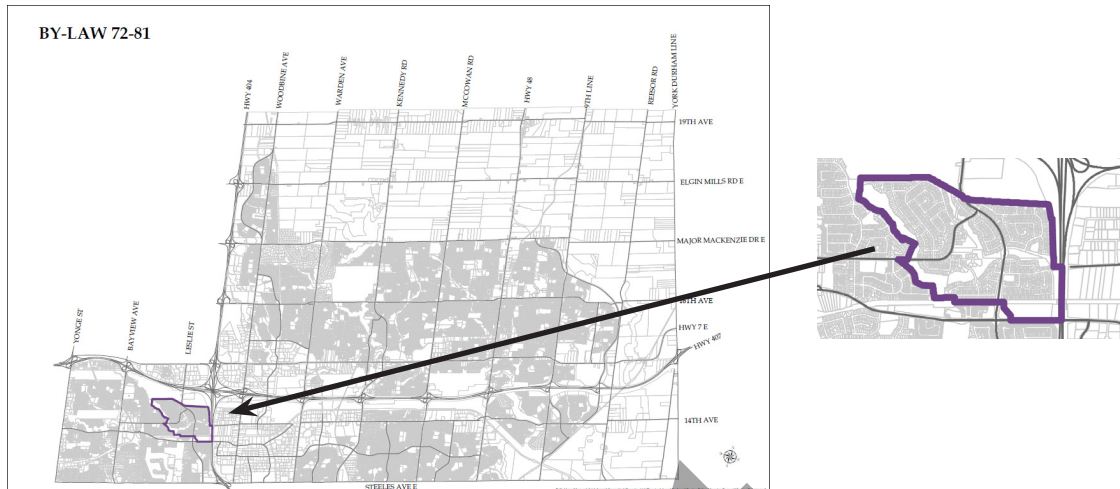 BY-LAW 72-81
HWY 404
WOODBINE AVE
WARDEN AVE
KENNEDY RD
MCCOWAN RD
HWY 48
9TH LINE
REESOR RD
YORK DURHAM LINE
19TH AVE
ELGIN MILLS RD E
MAJOR MACKENZIE DR E
16TH AVE
YONGE ST
BAYVIEW AVE
LESLIE ST
HWY 7 E
HWY 407
14TH AVE
STEELES AVE E